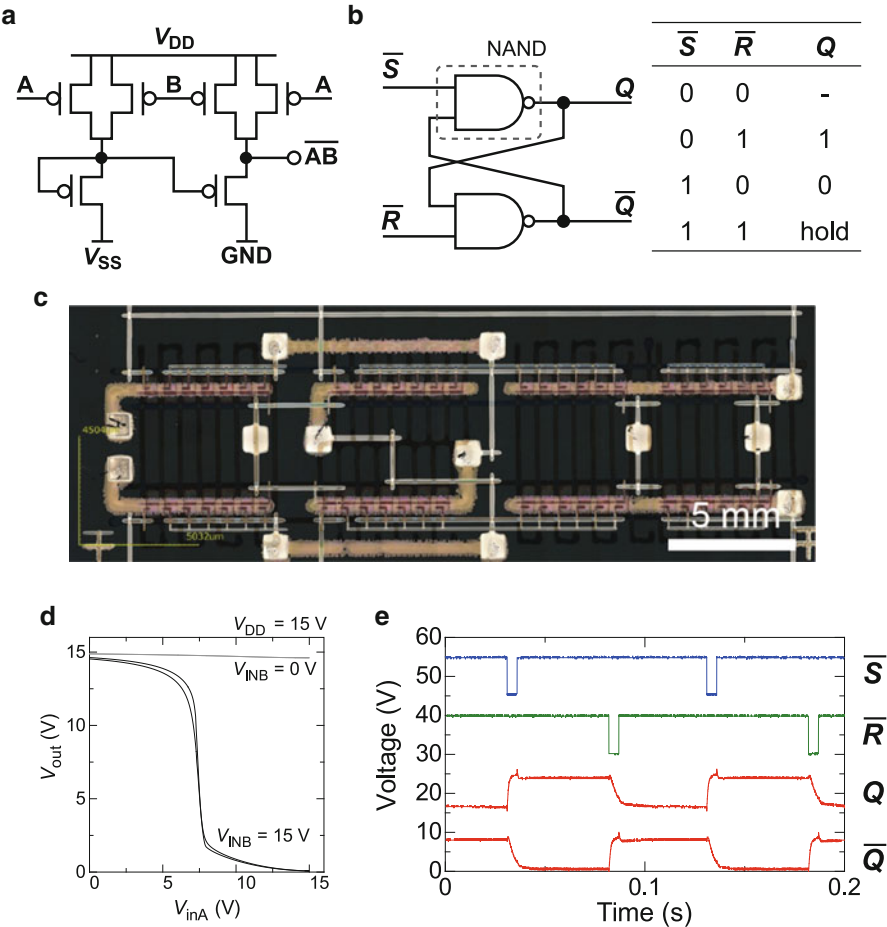 a
V_DD
A B A
AB̅
V_SS GND
b
NAND
S̅ Q
R̅ Q̅
S̅ R̅ Q
0 0 -
0 1 1
1 0 0
1 1 hold
c
5032um
5 mm
d
V_DD = 15 V
V_INB = 0 V
V_INB = 15 V
15
10
5
0
V_out (V)
0 5 10 15
V_inA (V)
e
60
50
40
30
20
10
0
Voltage (V)
0 0.1 0.2
Time (s)
S̅
R̅
Q
Q̅